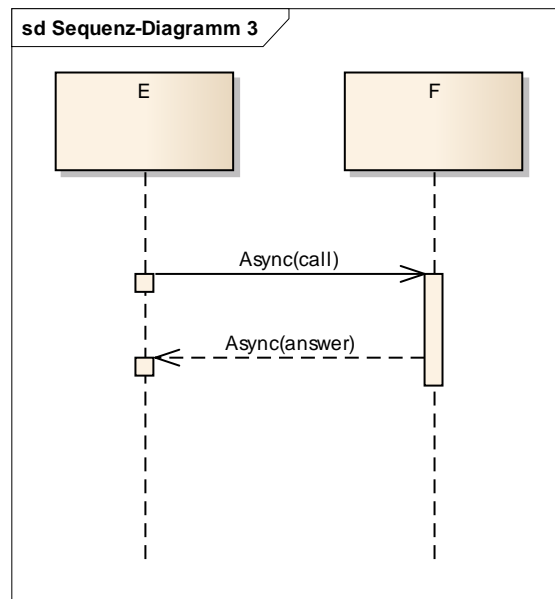 sd Sequenz-Diagramm 3
E
F
Async(call)
Async(answer)